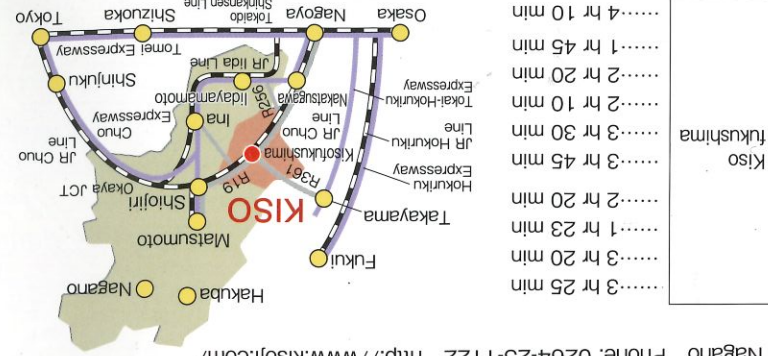 Nagano Phone: http://www.kisoji.com/
Kiso
fukushima
······3 hr 25 min
······3 hr 20 min
······1 hr 23 min
······2 hr 20 min
······3 hr 45 min
······3 hr 30 min
······2 hr 10 min
······2 hr 20 min
······1 hr 45 min
······4 hr 10 min
Hakuba
Nagano
Fukui
Matsumoto
Takayama
KISO
Shiojiri
Okaya JCT
Hokuriku
Expressway
R361
R19
JR Hokuriku
Line
Kisofukushima
JR Chuo
Line
Ina
Chuo
Expressway
JR Chuo
Line
Tokai-Hokuriku
Expressway
Nakatsugawa
R256
Iidayamamoto
JR Iida Line
Shinjuku
Tomei Expressway
Osaka
Nagoya
Tokaido
Shinkansen Line
Shizuoka
Tokyo